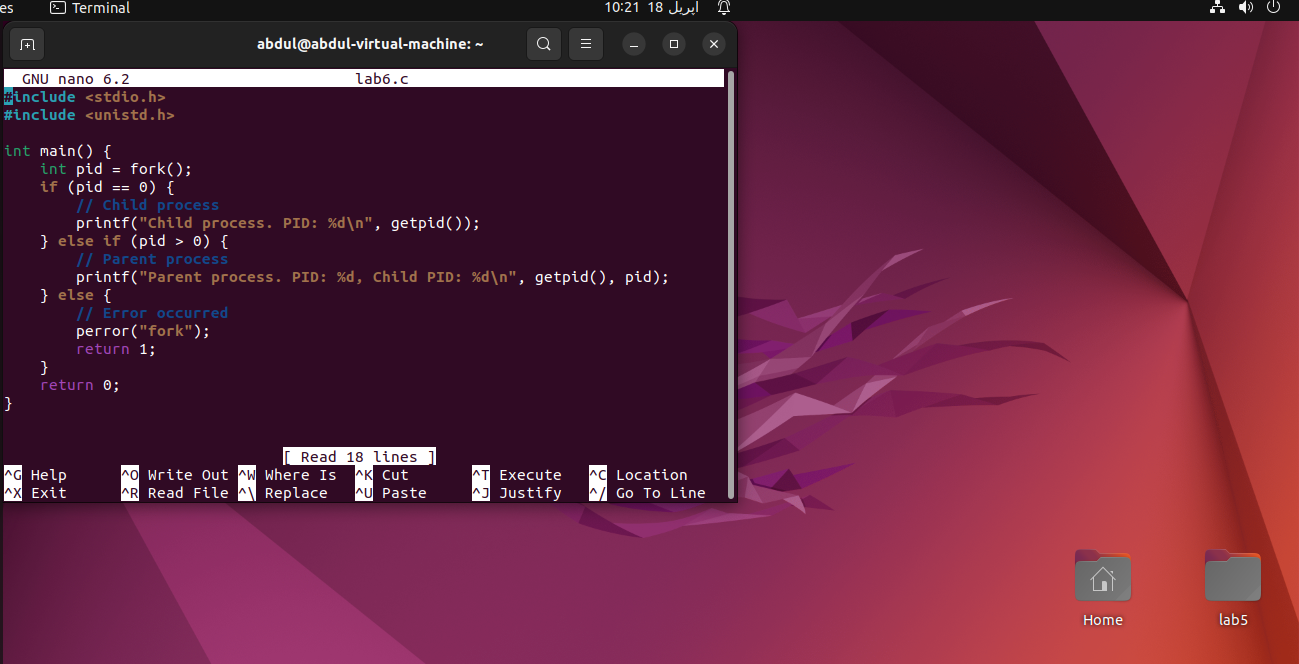 es Terminal 10:21 18 اپریل
abdul@abdul-virtual-machine: ~
GNU nano 6.2 lab6.c
#include <stdio.h>
#include <unistd.h>
int main() {
    int pid = fork();
    if (pid == 0) {
        // Child process
        printf("Child process. PID: %d\n", getpid());
    } else if (pid > 0) {
        // Parent process
        printf("Parent process. PID: %d, Child PID: %d\n", getpid(), pid);
    } else {
        // Error occurred
        perror("fork");
        return 1;
    }
    return 0;
}
[ Read 18 lines ]
^G Help ^O Write Out ^W Where Is ^K Cut ^T Execute ^C Location
^X Exit ^R Read File ^\ Replace ^U Paste ^J Justify ^/ Go To Line
Home lab5